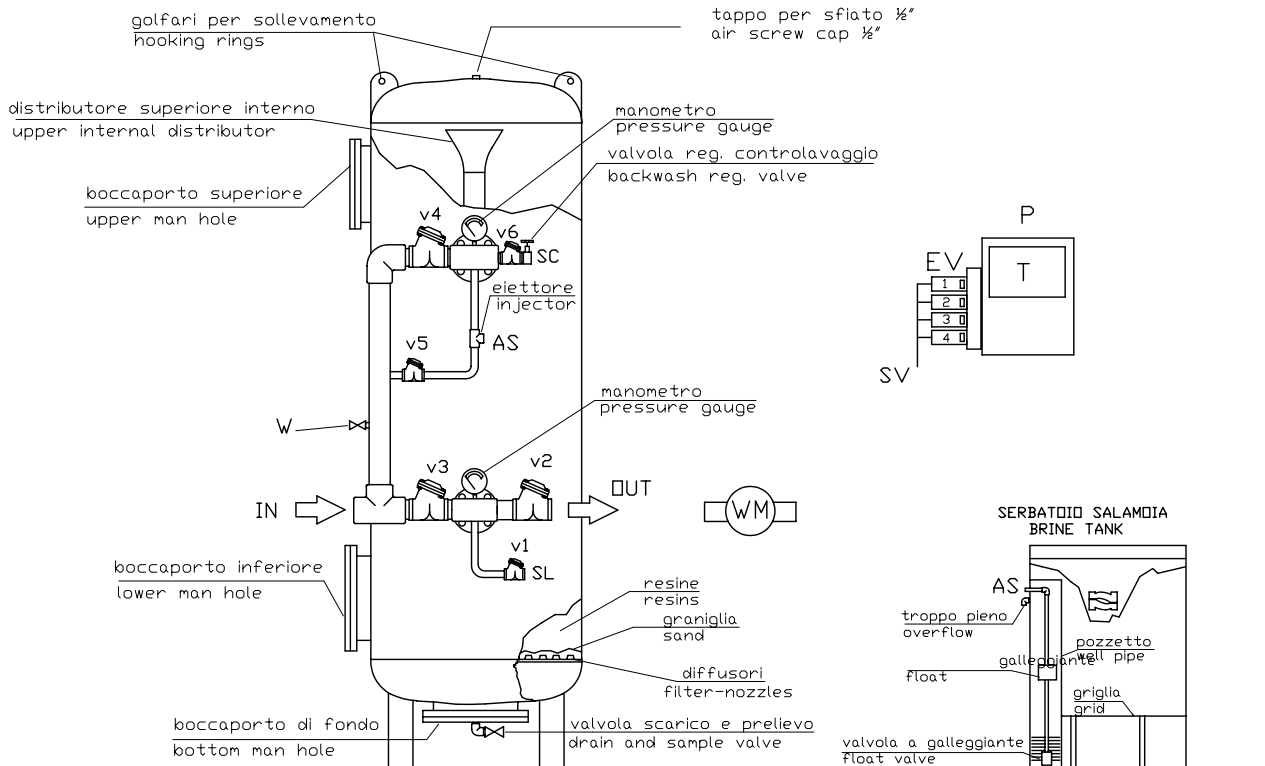 golfari per sollevamento
hooking rings
tappo per sfiato ½"
air screw cap ½"
distributore superiore interno
upper internal distributor
manometro
pressure gauge
valvola reg. controlavaggio
backwash reg. valve
boccaporto superiore
upper man hole
v4
v6
SC
P
EV
T
1
2
3
4
SV
eiettore
injector
AS
v5
manometro
pressure gauge
W
v3
v2
IN
OUT
WM
v1
SL
SERBATOIO SALAMOIA
BRINE TANK
boccaporto inferiore
lower man hole
resine
resins
graniglia
sand
AS
troppo pieno
overflow
pozzetto
well pipe
galleggiante
float
diffusori
filter-nozzles
griglia
grid
boccaporto di fondo
bottom man hole
valvola scarico e prelievo
drain and sample valve
valvola a galleggiante
float valve